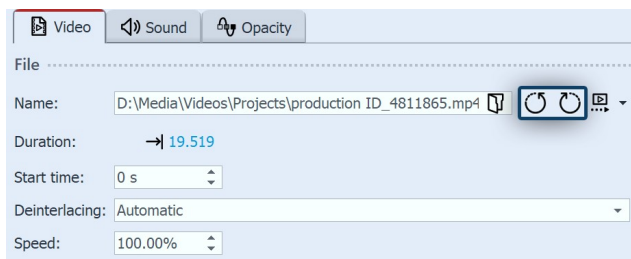 Video Sound Opacity
File
Name: D:\Media\Videos\Projects\production ID_4811865.mp4
Duration: 19.519
Start time: 0 s
Deinterlacing: Automatic
Speed: 100.00%